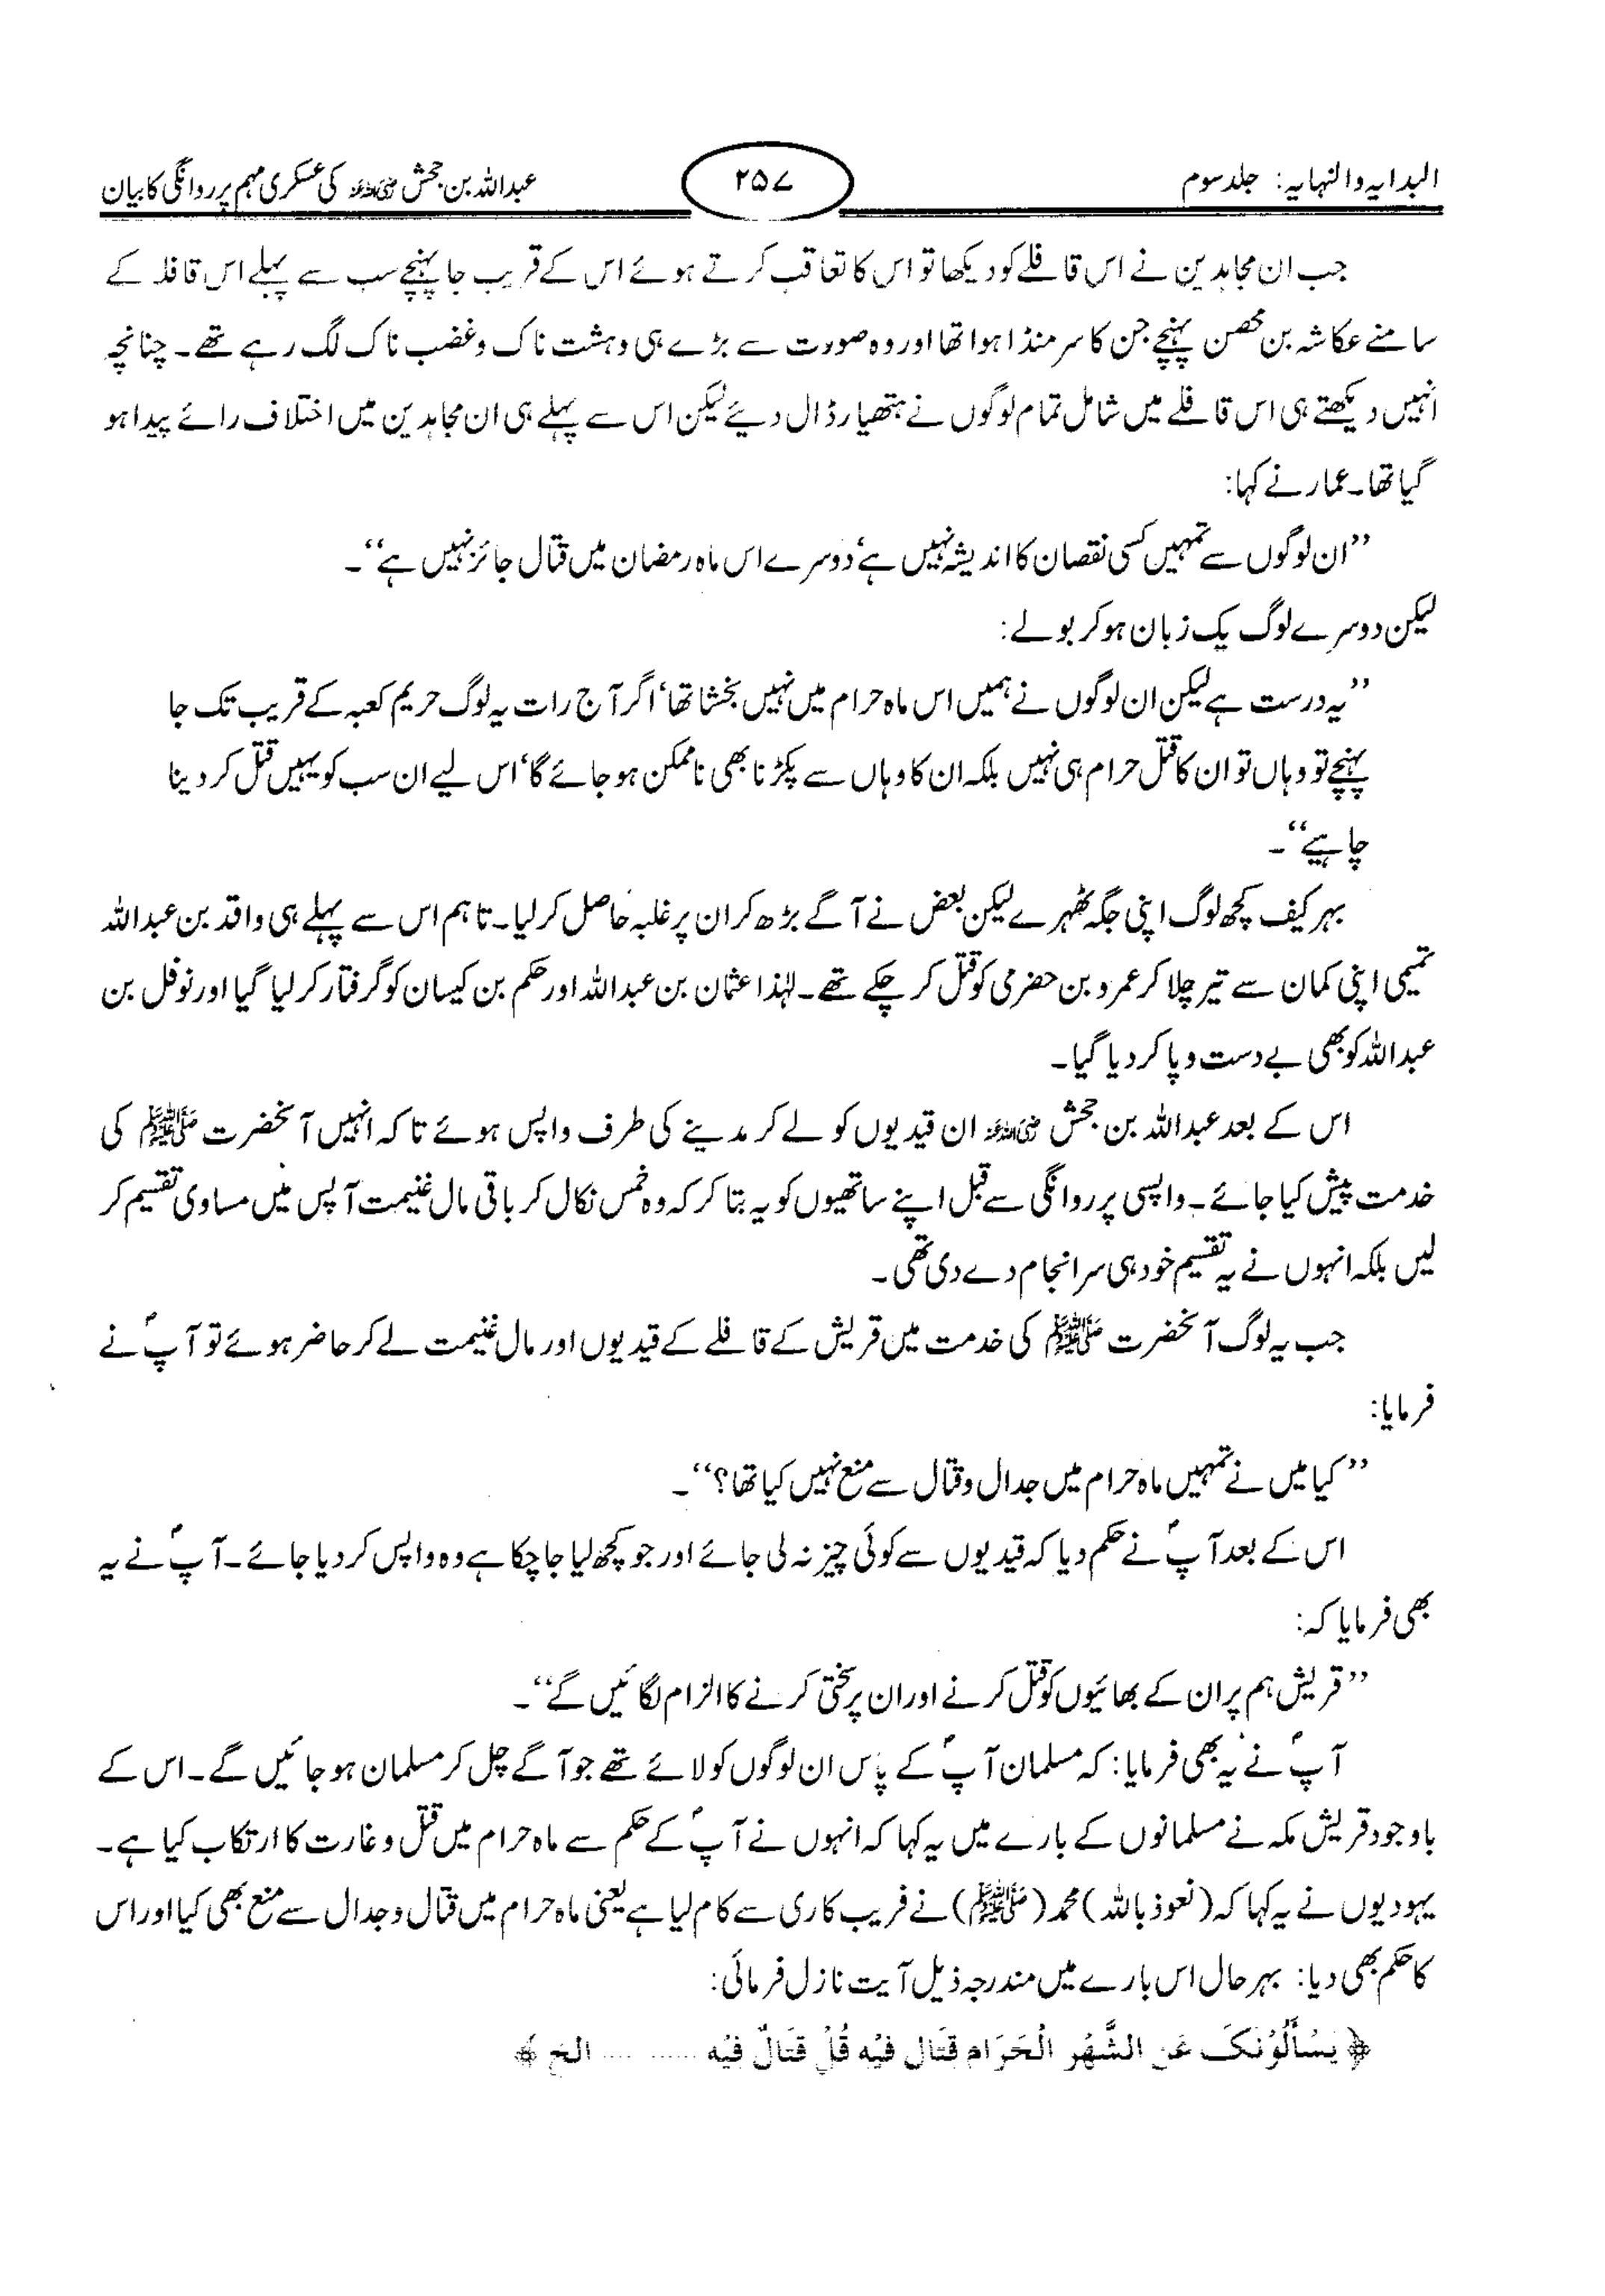 البدایہ والنہایہ: جلد سوم
۲۵۷
عبداللہ بن جحش رضی اللہ عنہ کی عسکری مہم پر روانگی کا بیان
جب ان مجاہدین نے اس قافلے کو دیکھا تو اس کا تعاقب کرتے ہوئے اس کے قریب جا پہنچے سب سے پہلے اس قافلہ کے
سامنے عکاشہ بن محصن پہنچے جن کا سر منڈا ہوا تھا اور وہ صورت سے بڑے ہی دہشت ناک و غضب ناک لگ رہے تھے۔ چنانچہ
انہیں دیکھتے ہی اس قافلے میں شامل تمام لوگوں نے ہتھیار ڈال دیئے لیکن اس سے پہلے ہی ان مجاہدین میں اختلاف رائے پیدا ہو
گیا تھا۔ عمار نے کہا:
’’ان لوگوں سے تمہیں کسی نقصان کا اندیشہ نہیں ہے‘ دوسرے اس ماہ رمضان میں قتال جائز نہیں ہے‘‘۔
لیکن دوسرے لوگ یک زبان ہو کر بولے:
’’یہ درست ہے لیکن ان لوگوں نے ہمیں اس ماہ حرام میں نہیں بخشا تھا‘ اگر آج رات یہ لوگ حریم کعبہ کے قریب تک جا
پہنچے تو وہاں تو ان کا قتل حرام ہی نہیں بلکہ ان کا وہاں سے پکڑنا بھی ناممکن ہو جائے گا‘ اس لیے ان سب کو یہیں قتل کر دینا
چاہیے‘‘۔
بہر کیف کچھ لوگ اپنی جگہ ٹھہرے لیکن بعض نے آگے بڑھ کر ان پر غلبہ حاصل کر لیا۔ تاہم اس سے پہلے ہی واقد بن عبداللہ
تمیمی اپنی کمان سے تیر چلا کر عمرو بن حضرمی کو قتل کر چکے تھے۔ لہٰذا عثمان بن عبداللہ اور حکم بن کیسان کو گرفتار کر لیا گیا اور نوفل بن
عبداللہ کو بھی بے دست و پا کر دیا گیا۔
اس کے بعد عبداللہ بن جحش رضی اللہ عنہ ان قیدیوں کو لے کر مدینے کی طرف واپس ہوئے تاکہ انہیں آنحضرت ﷺ کی
خدمت پیش کیا جائے۔ واپسی پر روانگی سے قبل اپنے ساتھیوں کو یہ بتا کر کہ وہ خمس نکال کر باقی مال غنیمت آپس میں مساوی تقسیم کر
لیں بلکہ انہوں نے یہ تقسیم خود ہی سرانجام دے دی تھی۔
جب یہ لوگ آنحضرت ﷺ کی خدمت میں قریش کے قافلے کے قیدیوں اور مال غنیمت لے کر حاضر ہوئے تو آپؐ نے
فرمایا:
’’کیا میں نے تمہیں ماہ حرام میں جدال و قتال سے منع نہیں کیا تھا؟‘‘۔
اس کے بعد آپؐ نے حکم دیا کہ قیدیوں سے کوئی چیز نہ لی جائے اور جو کچھ لیا جا چکا ہے وہ واپس کر دیا جائے۔ آپؐ نے یہ
بھی فرمایا کہ:
’’قریش ہم پر ان کے بھائیوں کو قتل کرنے اور ان پر سختی کرنے کا الزام لگائیں گے‘‘۔
آپؐ نے یہ بھی فرمایا: کہ مسلمان آپؐ کے پاس ان لوگوں کو لائے تھے جو آگے چل کر مسلمان ہو جائیں گے۔ اس کے
باوجود قریش مکہ نے مسلمانوں کے بارے میں یہ کہا کہ انہوں نے آپؐ کے حکم سے ماہ حرام میں قتل و غارت کا ارتکاب کیا ہے۔
یہودیوں نے یہ کہا کہ (نعوذ باللہ) محمد (ﷺ) نے فریب کاری سے کام لیا ہے یعنی ماہ حرام میں قتال و جدال سے منع بھی کیا اور اس
کا حکم بھی دیا: بہرحال اس بارے میں مندرجہ ذیل آیت نازل فرمائی:
﴿ یَسْأَلُوْنَکَ عَنِ الشَّهْرِ الْحَرَامِ قِتَالٍ فِیْهِ قُلْ قِتَالٌ فِیْهِ ...... .... الخ ﴾